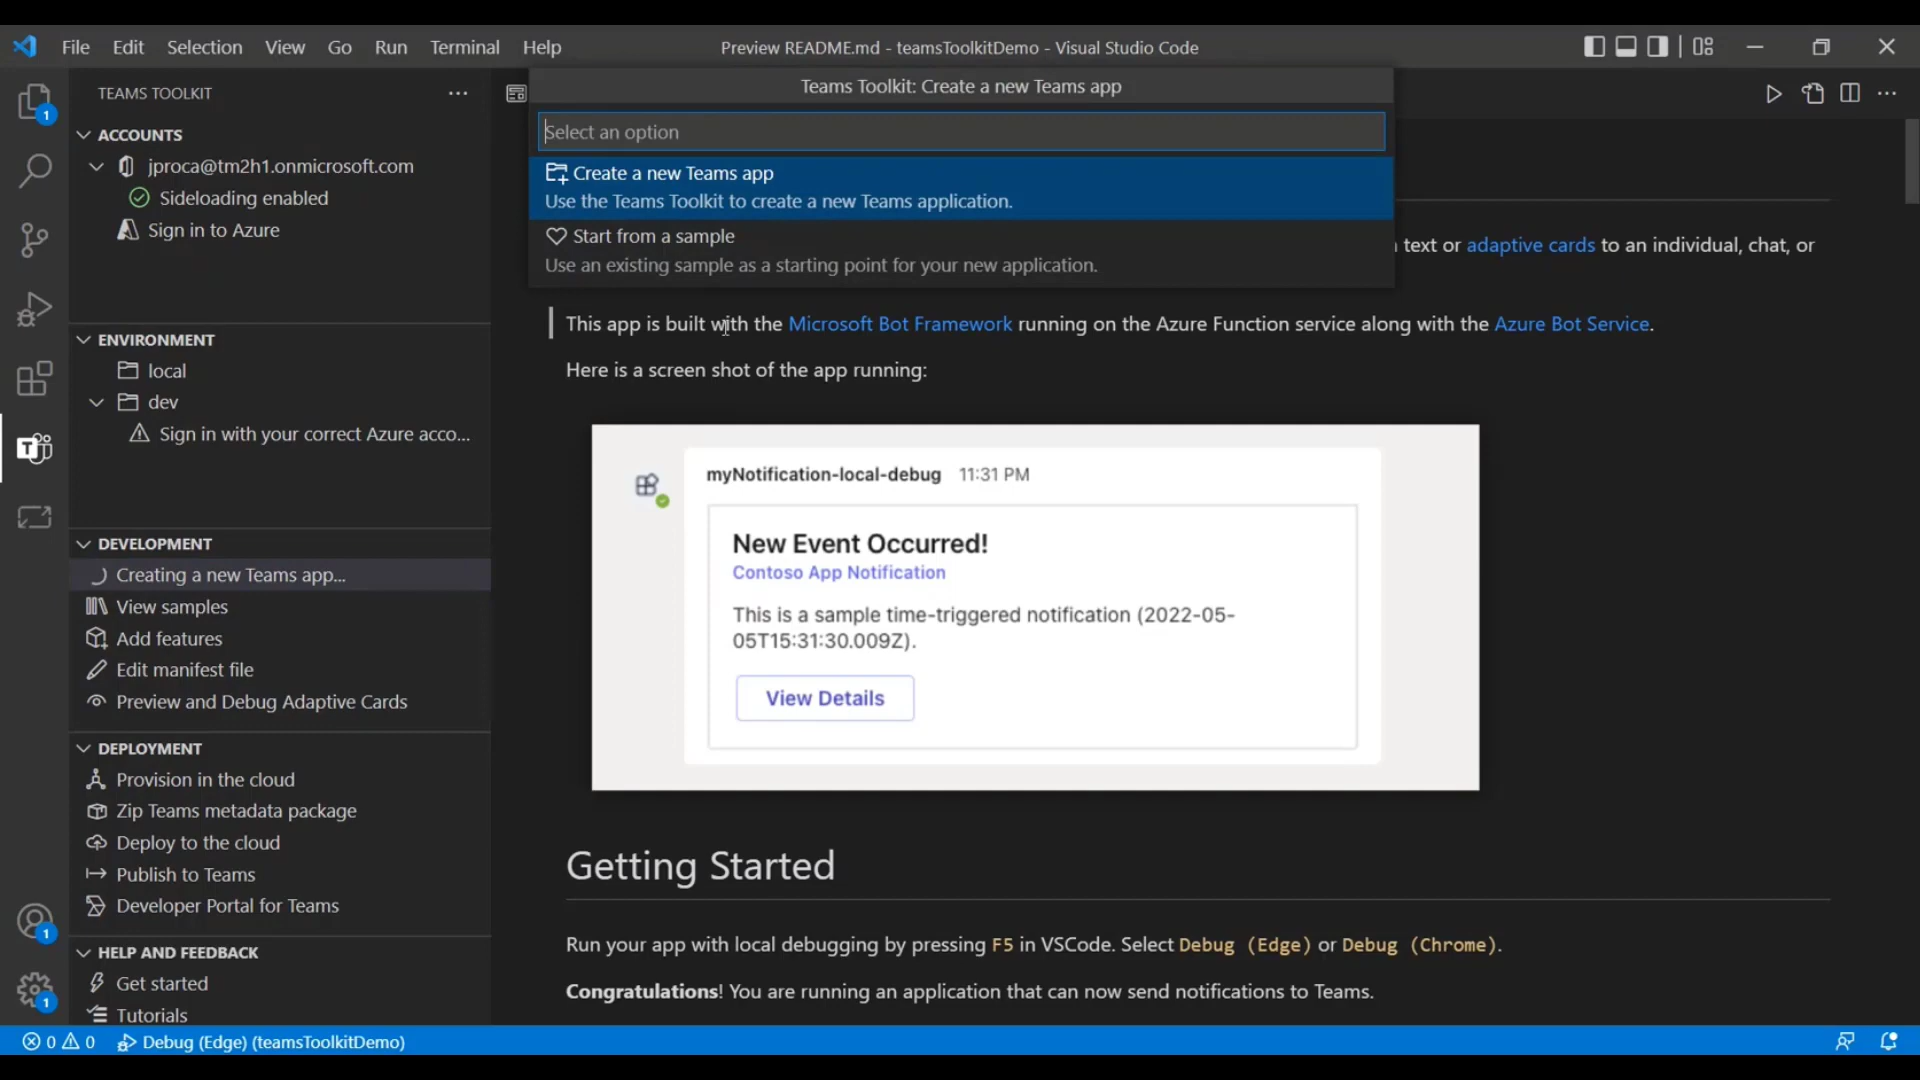 File Edit Selection View Go Run Terminal Help
Preview README.md - teamsToolkitDemo - Visual Studio Code
TEAMS TOOLKIT
ACCOUNTS
jproca@tm2h1.onmicrosoft.com
Sideloading enabled
Sign in to Azure
ENVIRONMENT
local
dev
Sign in with your correct Azure acco...
DEVELOPMENT
Creating a new Teams app...
View samples
Add features
Edit manifest file
Preview and Debug Adaptive Cards
DEPLOYMENT
Provision in the cloud
Zip Teams metadata package
Deploy to the cloud
Publish to Teams
Developer Portal for Teams
HELP AND FEEDBACK
Get started
Tutorials
Teams Toolkit: Create a new Teams app
Select an option
Create a new Teams app
Use the Teams Toolkit to create a new Teams application.
Start from a sample
Use an existing sample as a starting point for your new application.
text or adaptive cards to an individual, chat, or
This app is built with the Microsoft Bot Framework running on the Azure Function service along with the Azure Bot Service.
Here is a screen shot of the app running:
myNotification-local-debug 11:31 PM
New Event Occurred!
Contoso App Notification
This is a sample time-triggered notification (2022-05-
05T15:31:30.009Z).
View Details
Getting Started
Run your app with local debugging by pressing F5 in VSCode. Select Debug (Edge) or Debug (Chrome).
Congratulations! You are running an application that can now send notifications to Teams.
1
1
1
0 0 Debug (Edge) (teamsToolkitDemo)